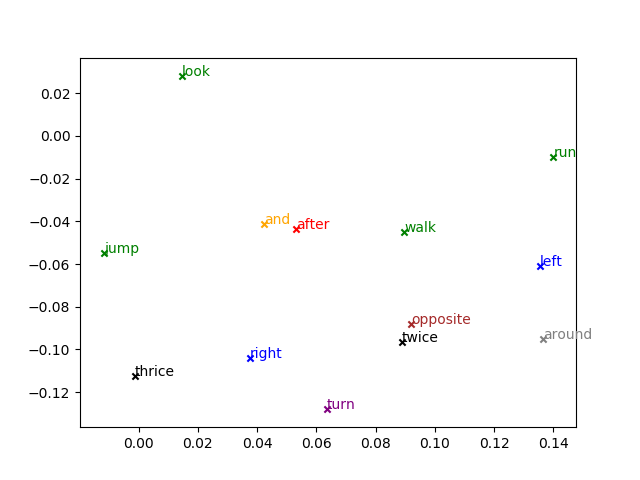 look
0.02
0.00
run
−0.02
and
after
−0.04
walk
jump
−0.06
left
−0.08
opposite
twice
around
−0.10
right
thrice
turn
−0.12
0.00 0.02 0.04 0.06 0.08 0.10 0.12 0.14